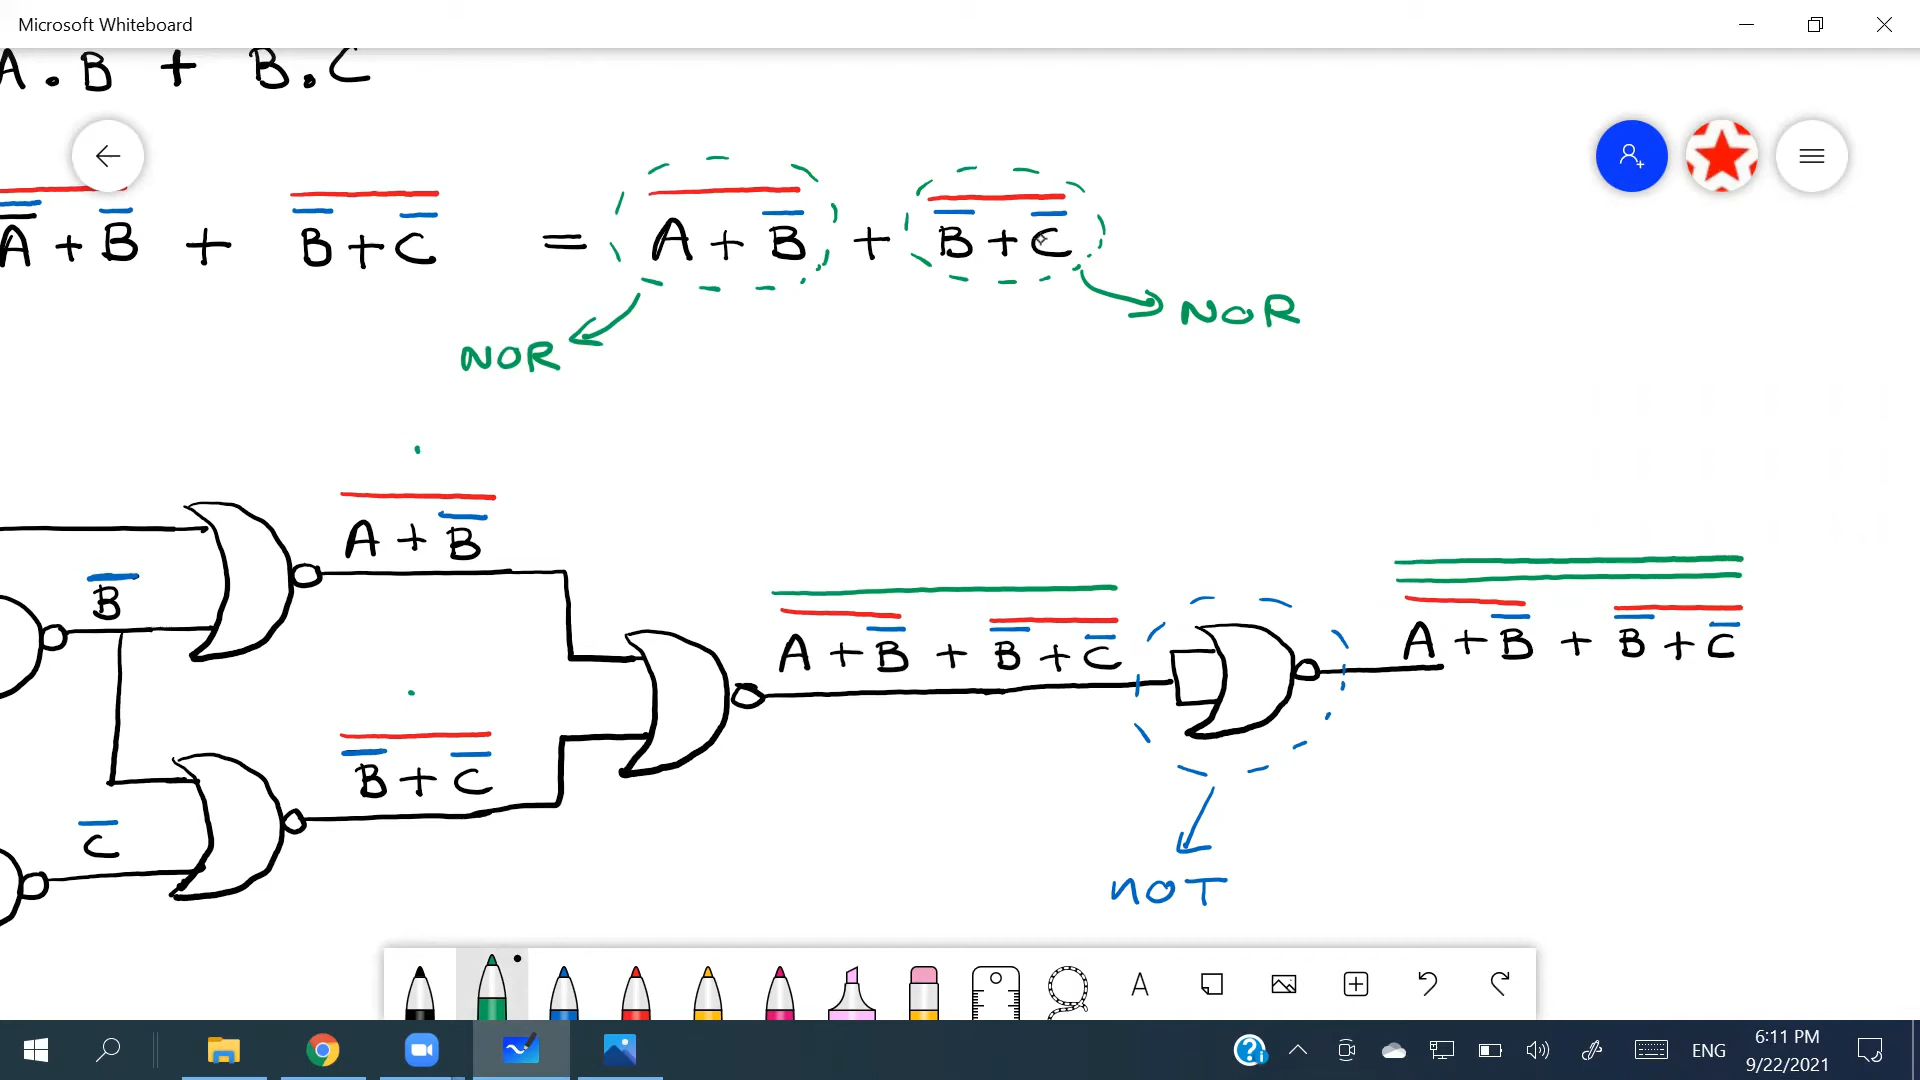 Microsoft Whiteboard
A . B + B . C
A̿̅ + B̅ + B̅ + C̅ = A + B̅ + B̅ + C̅
NOR
NOR
A + B̅
B̅
A + B̅ + B̅ + C̅
A + B̅ + B̅ + C̅
B̅ + C̅
C̅
NOT
A
ENG
6:11 PM
9/22/2021